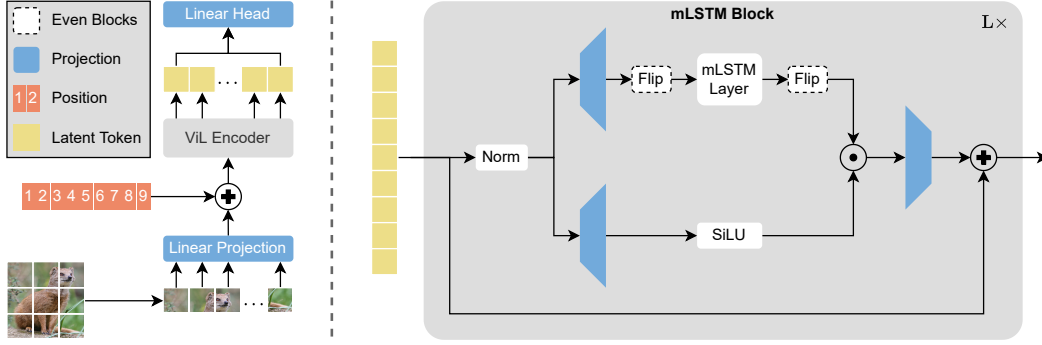 Even Blocks
Projection
1 2 Position
Latent Token
Linear Head
...
ViL Encoder
1 2 3 4 5 6 7 8 9
Linear Projection
...
mLSTM Block
L×
Norm
Flip
mLSTM
Layer
Flip
SiLU